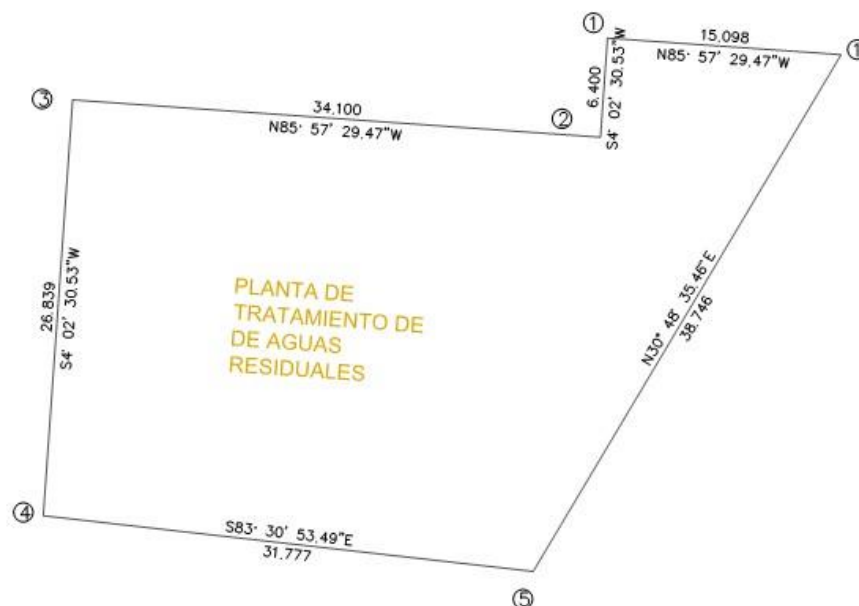 ①
15.098
N85· 57' 29.47"W
①
6.400
S4' 02' 30.53"W
③
34.100
N85· 57' 29.47"W
②
26.839
S4' 02' 30.53"W
PLANTA DE
TRATAMIENTO DE
DE AGUAS
RESIDUALES
N30° 48' 35.46"E
38.746
④
S83· 30' 53.49"E
31.777
⑤